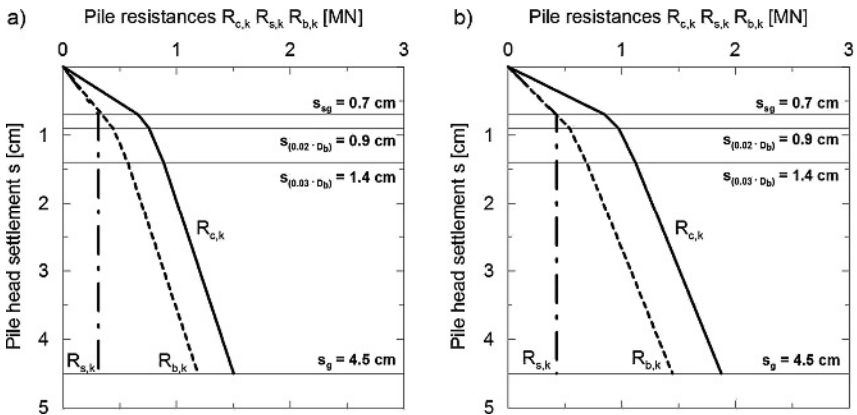 a)
Pile resistances R_c,k R_s,k R_b,k [MN]
0 1 2 3
Pile head settlement s [cm]
s_sg = 0.7 cm
1
s_(0.02 · D_b) = 0.9 cm
s_(0.03 · D_b) = 1.4 cm
2
R_c,k
3
4
R_s,k R_b,k s_g = 4.5 cm
5
b)
Pile resistances R_c,k R_s,k R_b,k [MN]
0 1 2 3
Pile head settlement s [cm]
s_sg = 0.7 cm
1
s_(0.02 · D_b) = 0.9 cm
s_(0.03 · D_b) = 1.4 cm
2
R_c,k
3
4
R_s,k R_b,k s_g = 4.5 cm
5